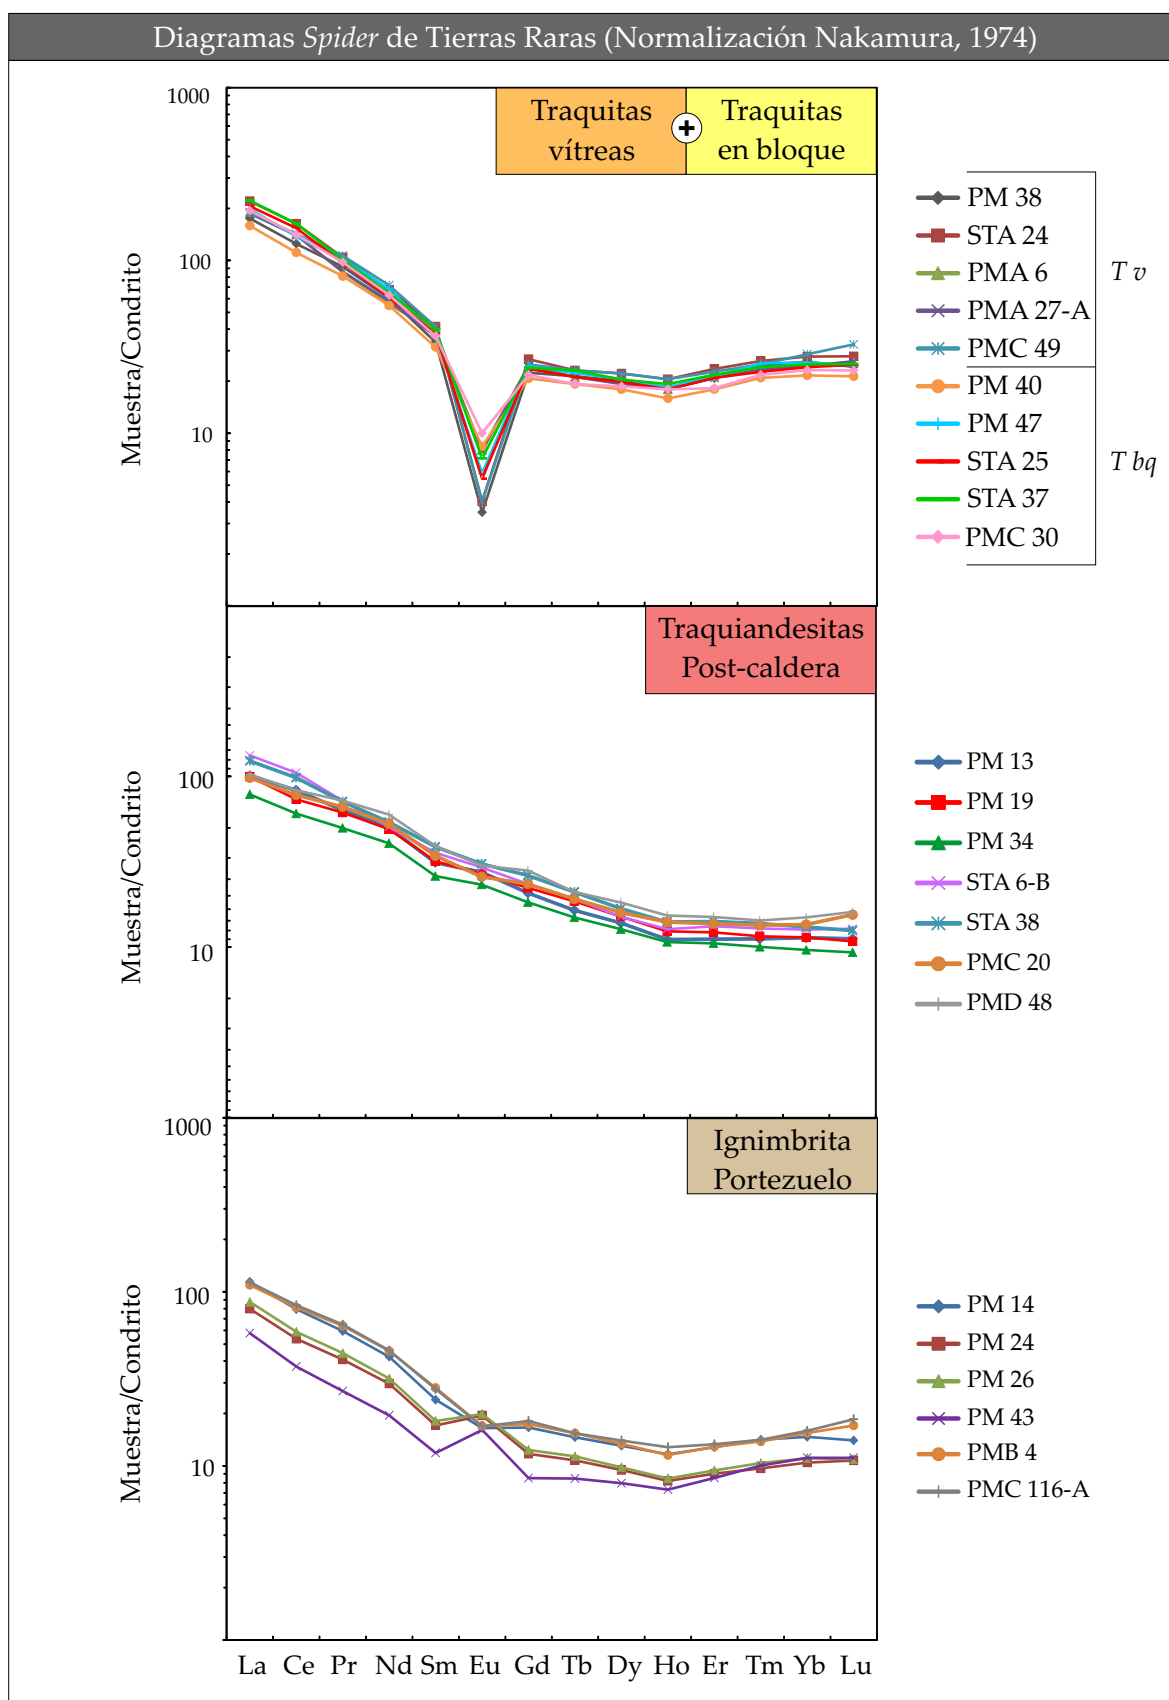 Diagramas Spider de Tierras Raras (Normalización Nakamura, 1974)
1000
100
10
Muestra/Condrito
Traquitas
vítreas
+
Traquitas
en bloque
PM 38
STA 24
PMA 6
PMA 27-A
PMC 49
T v
PM 40
PM 47
STA 25
STA 37
PMC 30
T bq
Traquiandesitas
Post-caldera
100
10
Muestra/Condrito
PM 13
PM 19
PM 34
STA 6-B
STA 38
PMC 20
PMD 48
Ignimbrita
Portezuelo
1000
100
10
Muestra/Condrito
PM 14
PM 24
PM 26
PM 43
PMB 4
PMC 116-A
La Ce Pr Nd Sm Eu Gd Tb Dy Ho Er Tm Yb Lu